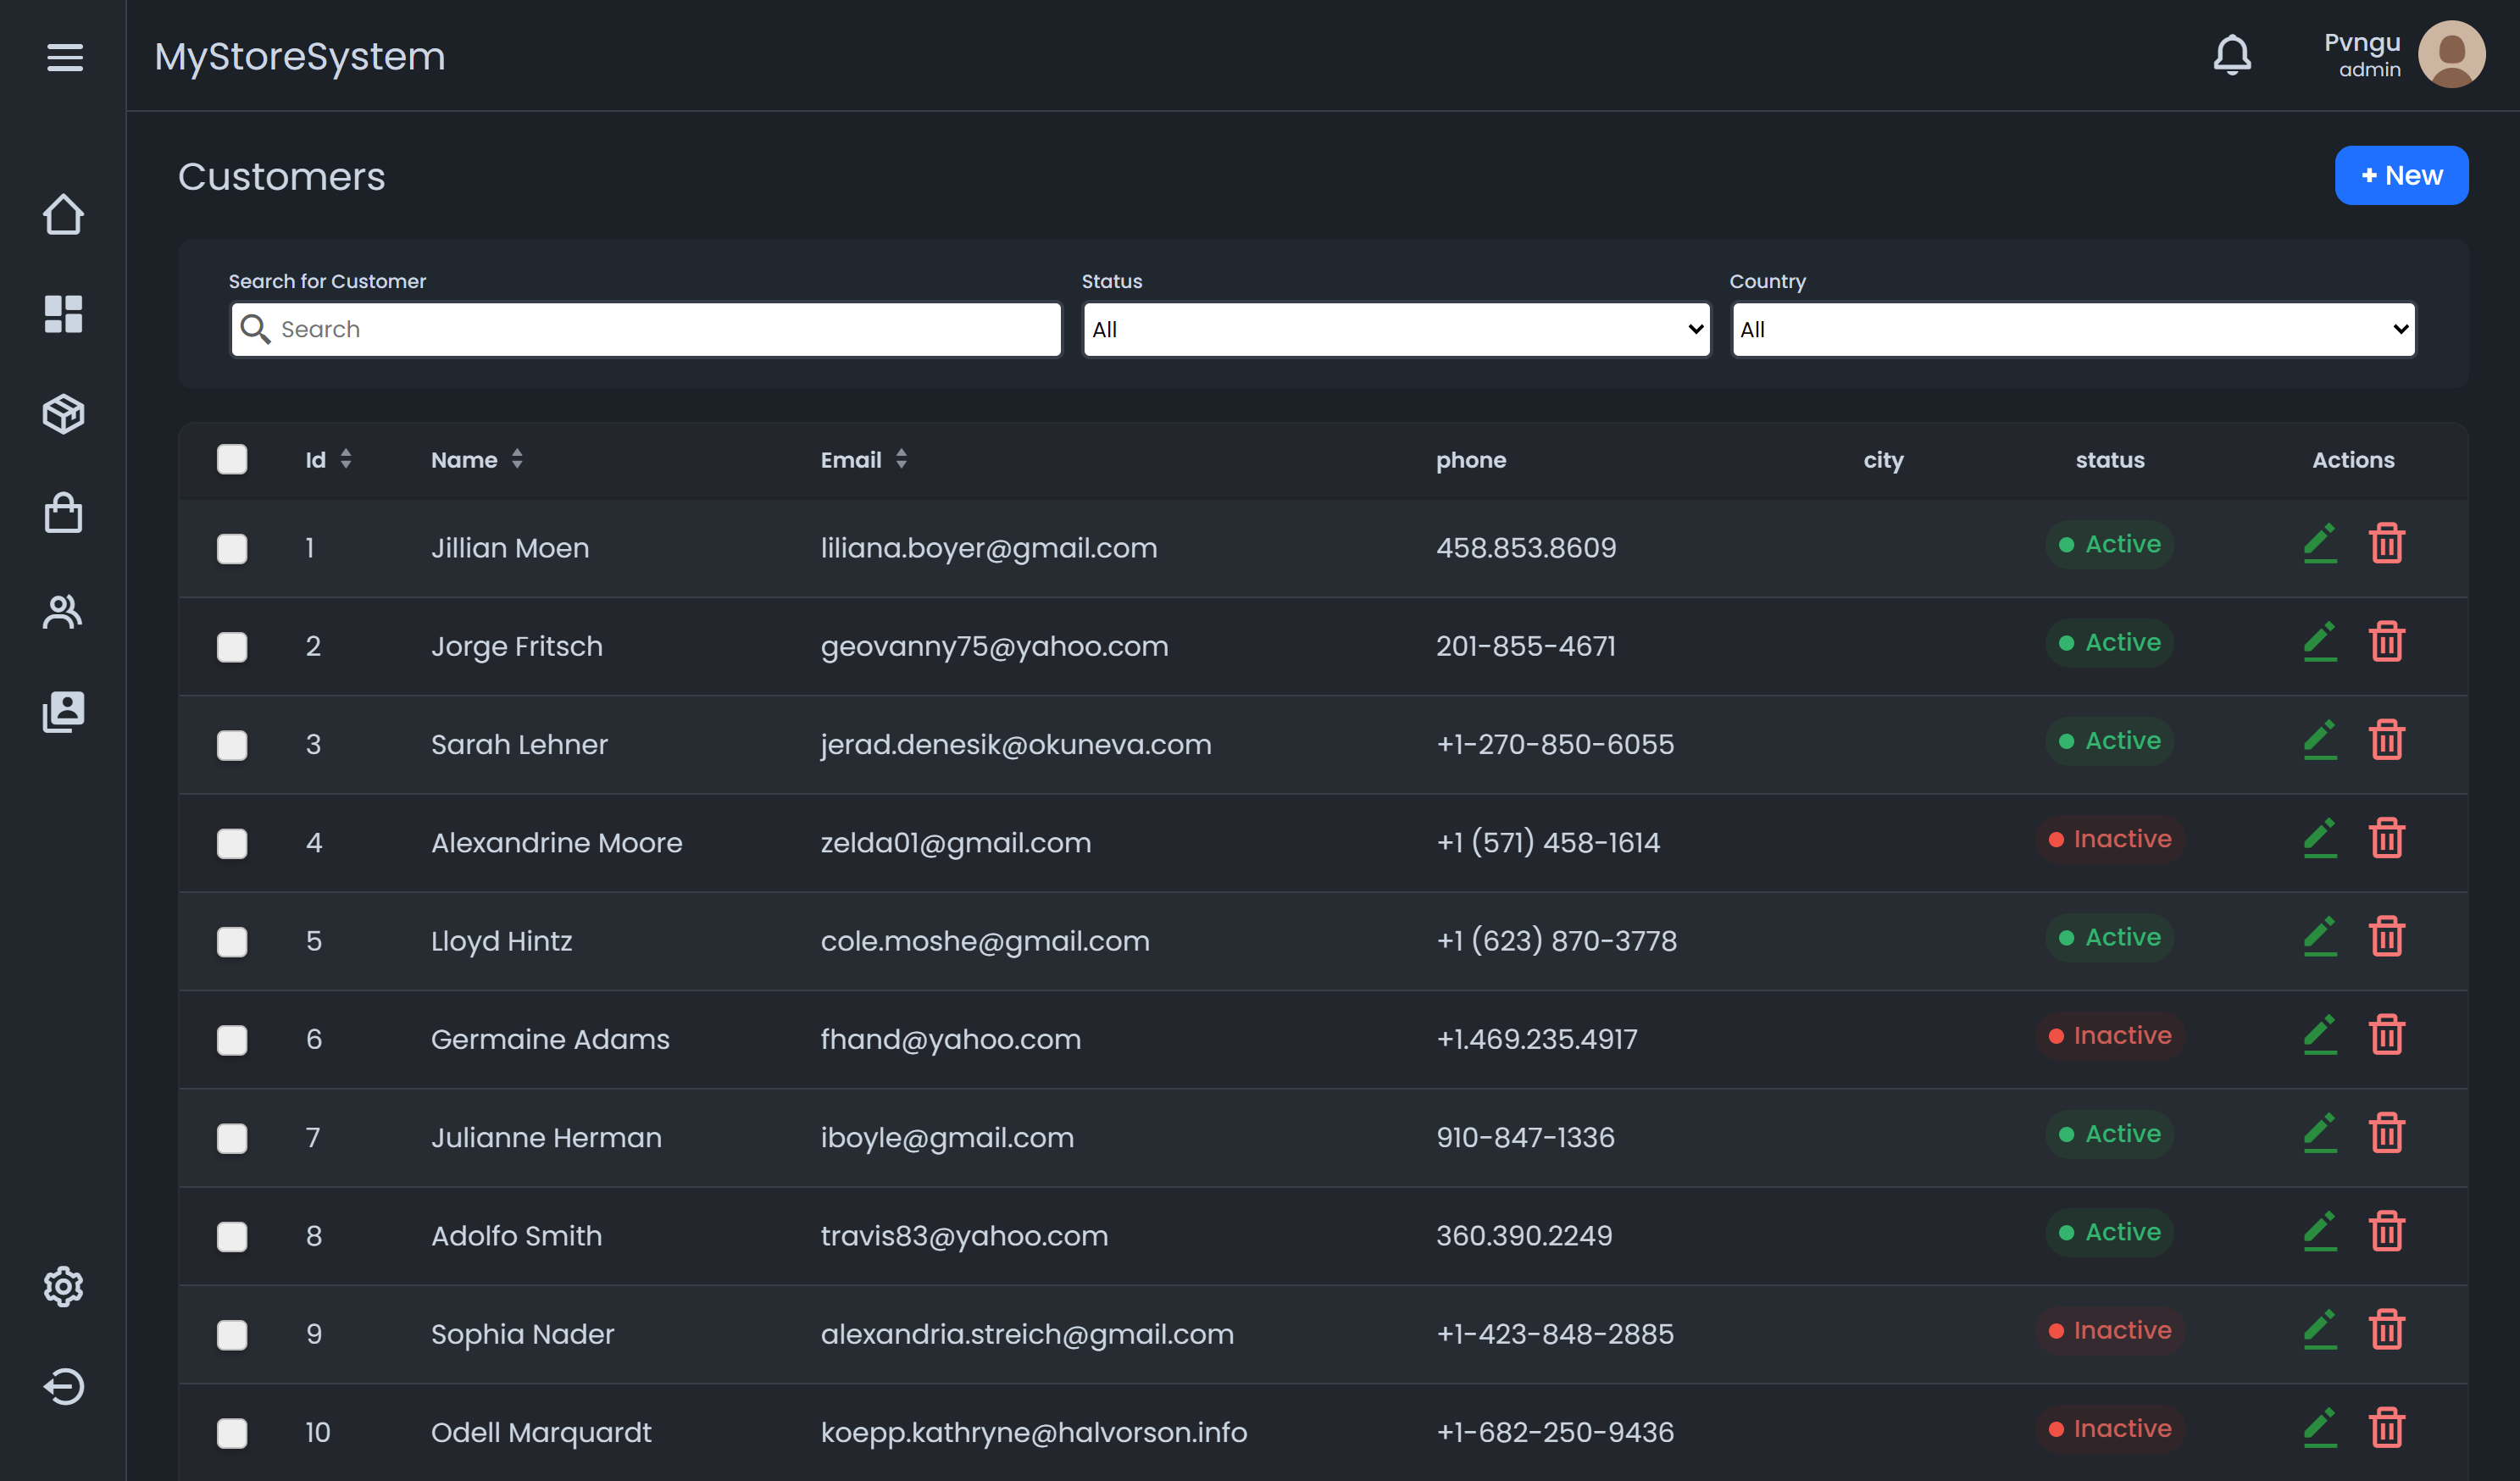 MyStoreSystem
Pvngu
admin
Customers
+ New
Search for Customer Status Country
Search All All
Id Name Email phone city status Actions
1 Jillian Moen liliana.boyer@gmail.com 458.853.8609 Active
2 Jorge Fritsch geovanny75@yahoo.com 201-855-4671 Active
3 Sarah Lehner jerad.denesik@okuneva.com +1-270-850-6055 Active
4 Alexandrine Moore zelda01@gmail.com +1 (571) 458-1614 Inactive
5 Lloyd Hintz cole.moshe@gmail.com +1 (623) 870-3778 Active
6 Germaine Adams fhand@yahoo.com +1.469.235.4917 Inactive
7 Julianne Herman iboyle@gmail.com 910-847-1336 Active
8 Adolfo Smith travis83@yahoo.com 360.390.2249 Active
9 Sophia Nader alexandria.streich@gmail.com +1-423-848-2885 Inactive
10 Odell Marquardt koepp.kathryne@halvorson.info +1-682-250-9436 Inactive